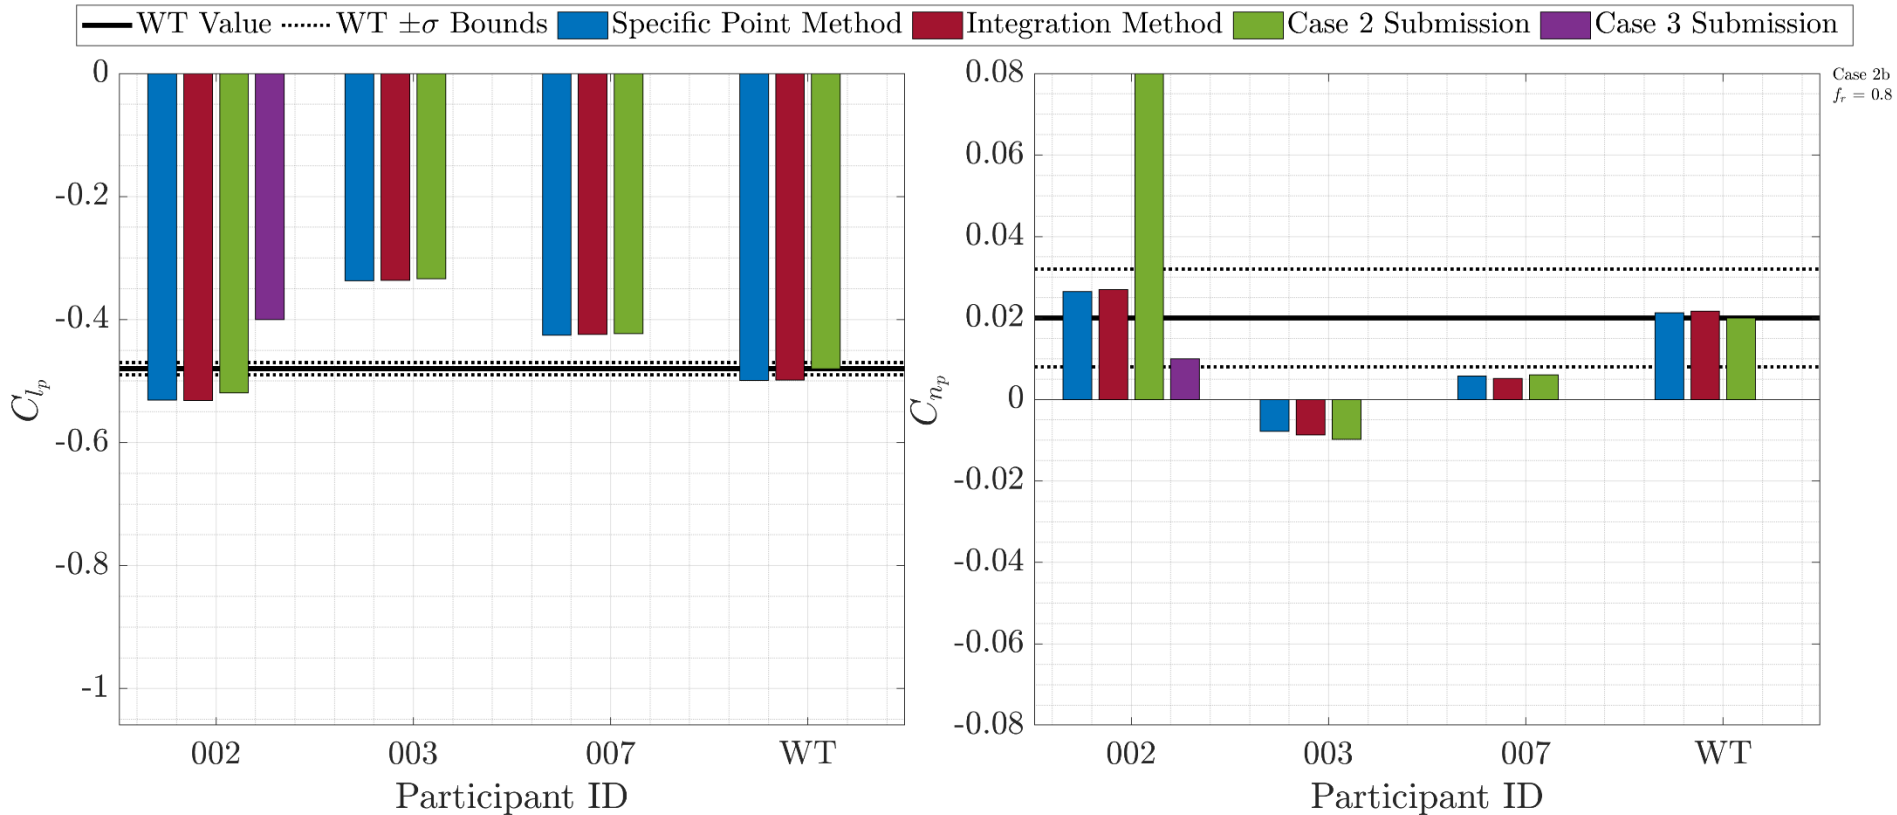 WT Value WT ±σ Bounds Specific Point Method Integration Method Case 2 Submission Case 3 Submission
0
-0.2
-0.4
-0.6
-0.8
-1
C_{l_p}
002 003 007 WT
Participant ID
0.08
0.06
0.04
0.02
0
-0.02
-0.04
-0.06
-0.08
C_{n_p}
002 003 007 WT
Participant ID
Case 2b
f_r = 0.8